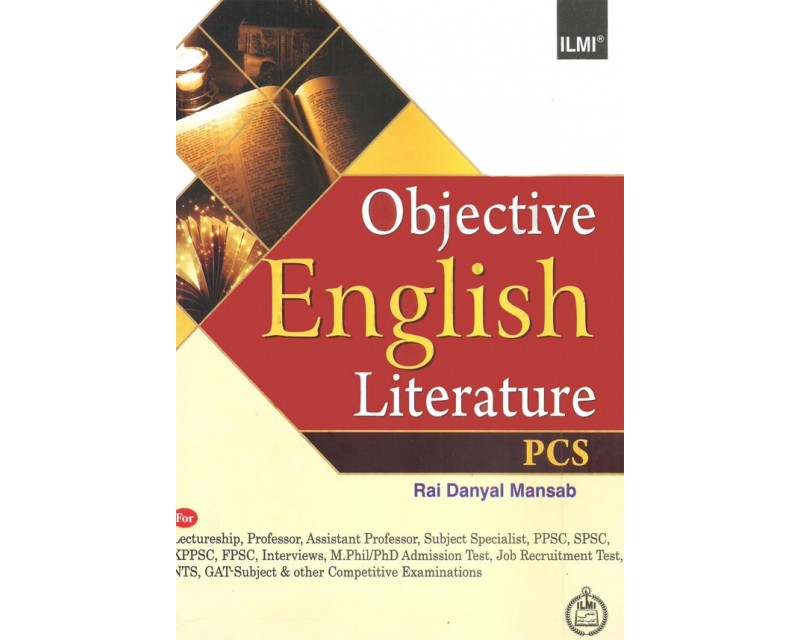 ILMI®
Objective
English
Literature
PCS
Rai Danyal Mansab
For
Lectureship, Professor, Assistant Professor, Subject Specialist, PPSC, SPSC,
KPPSC, FPSC, Interviews, M.Phil/PhD Admission Test, Job Recruitment Test,
NTS, GAT-Subject & other Competitive Examinations
ILMI